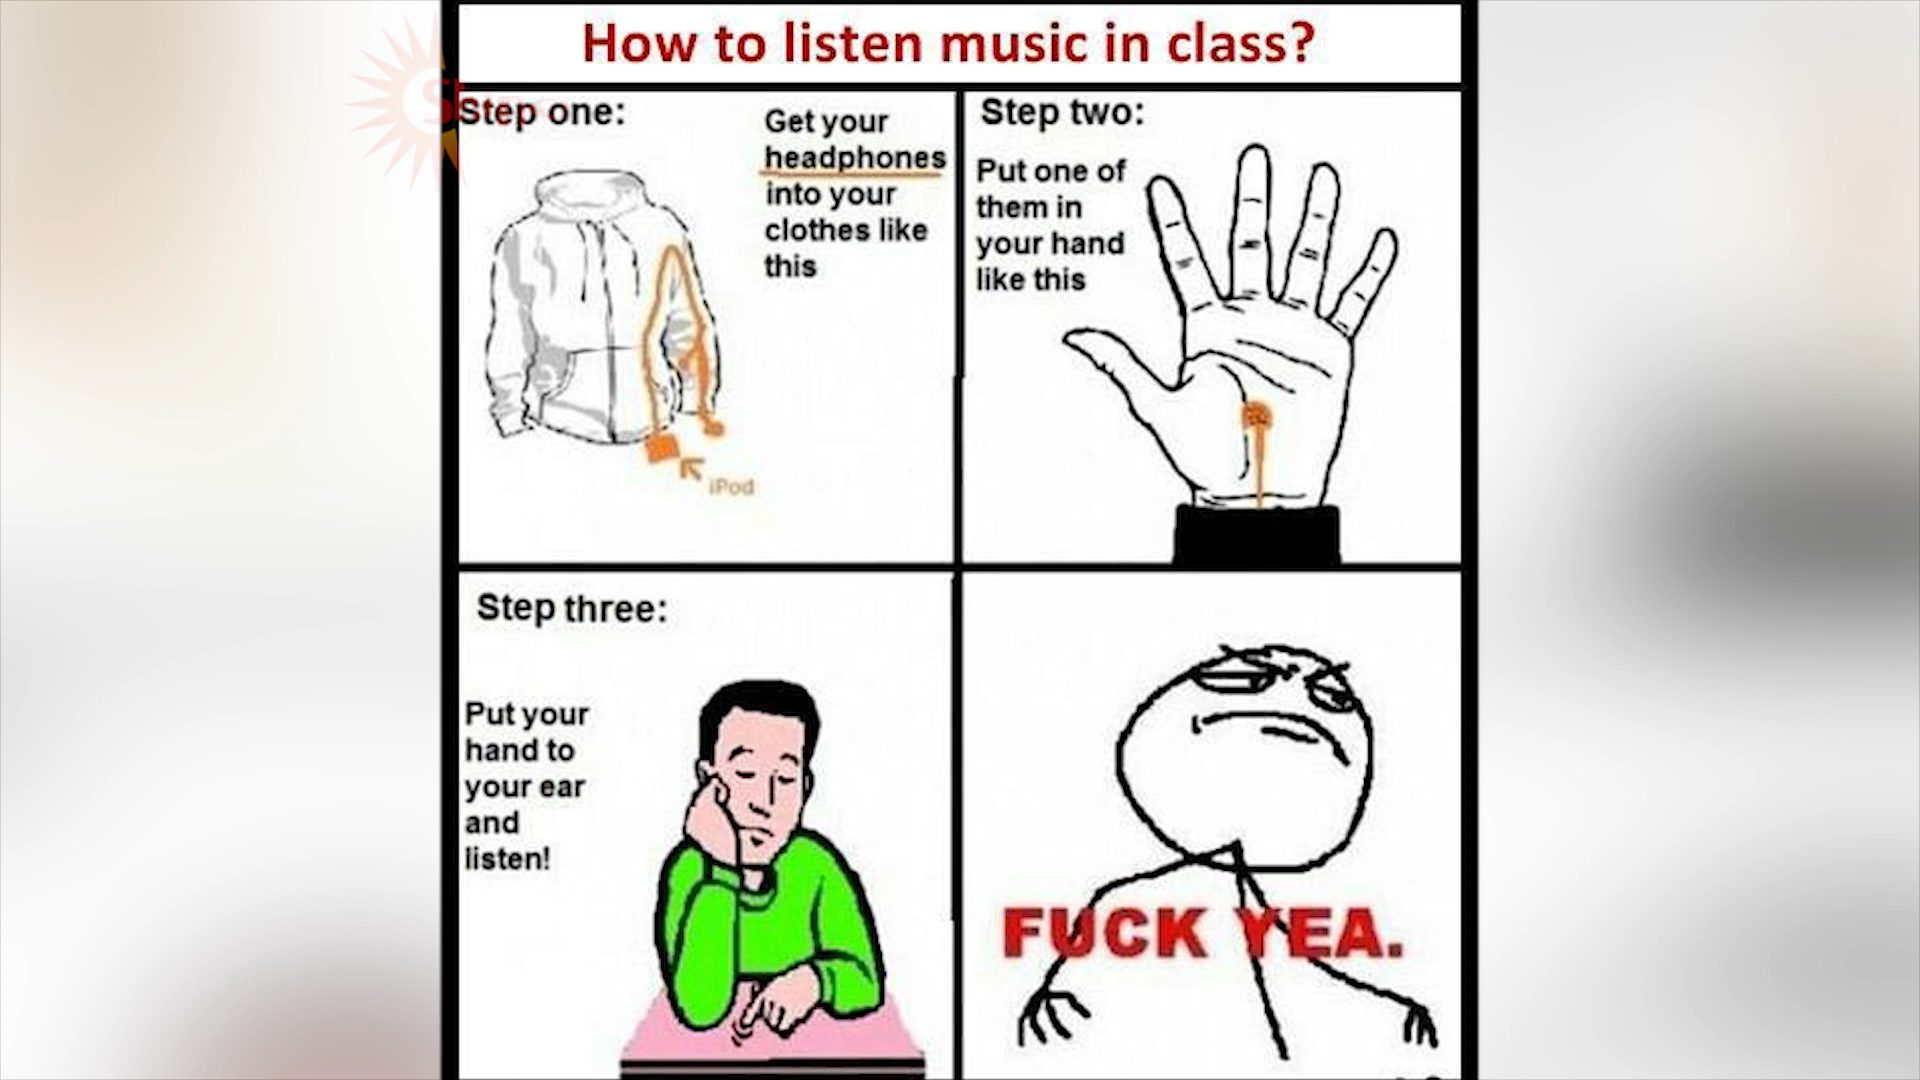 How to listen music in class?
Step one:
Get your
headphones
into your
clothes like
this
iPod
Step two:
Put one of
them in
your hand
like this
Step three:
Put your
hand to
your ear
and
listen!
FUCK YEA.